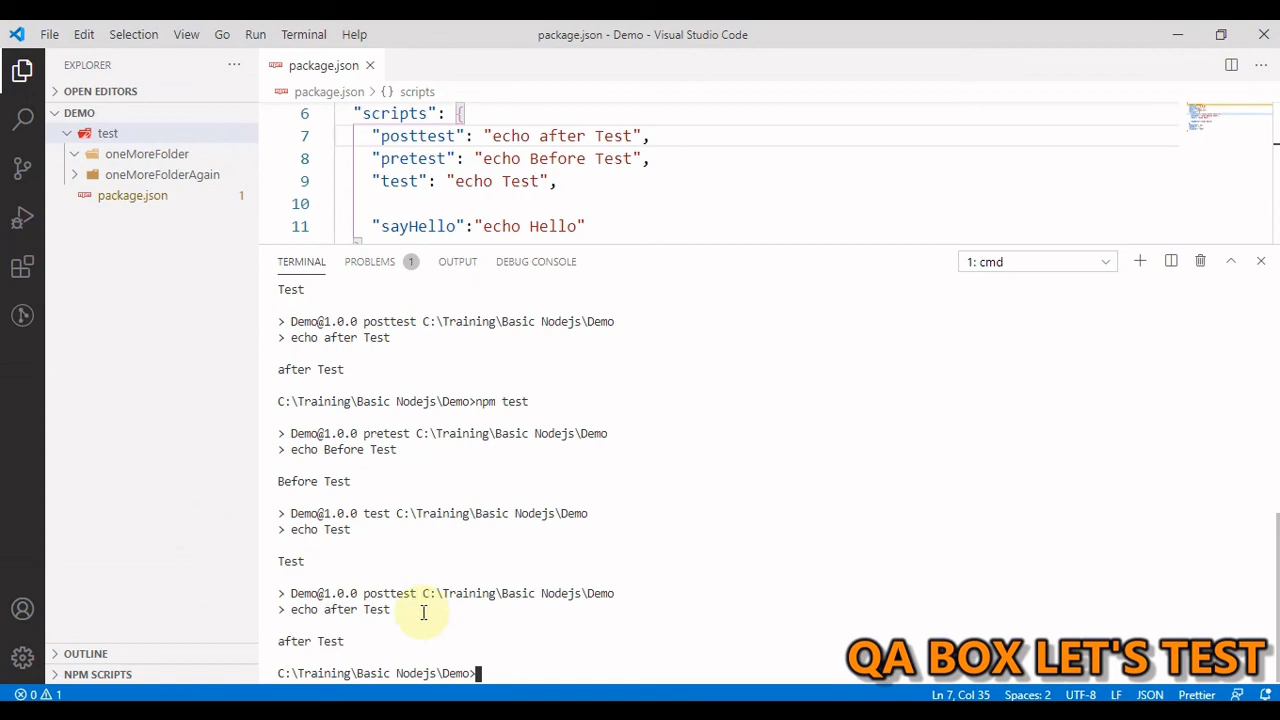 File Edit Selection View Go Run Terminal Help package.json - Demo - Visual Studio Code
EXPLORER
OPEN EDITORS
DEMO
test
oneMoreFolder
oneMoreFolderAgain
package.json 1
OUTLINE
NPM SCRIPTS
package.json
package.json > {} scripts
6 "scripts": {
7 "posttest": "echo after Test",
8 "pretest": "echo Before Test",
9 "test": "echo Test",
10
11 "sayHello":"echo Hello"
TERMINAL PROBLEMS 1 OUTPUT DEBUG CONSOLE 1: cmd
Test
> Demo@1.0.0 posttest C:\Training\Basic Nodejs\Demo
> echo after Test
after Test
C:\Training\Basic Nodejs\Demo>npm test
> Demo@1.0.0 pretest C:\Training\Basic Nodejs\Demo
> echo Before Test
Before Test
> Demo@1.0.0 test C:\Training\Basic Nodejs\Demo
> echo Test
Test
> Demo@1.0.0 posttest C:\Training\Basic Nodejs\Demo
> echo after Test
after Test
C:\Training\Basic Nodejs\Demo>
QA BOX LET'S TEST
0 1 Ln 7, Col 35 Spaces: 2 UTF-8 LF JSON Prettier